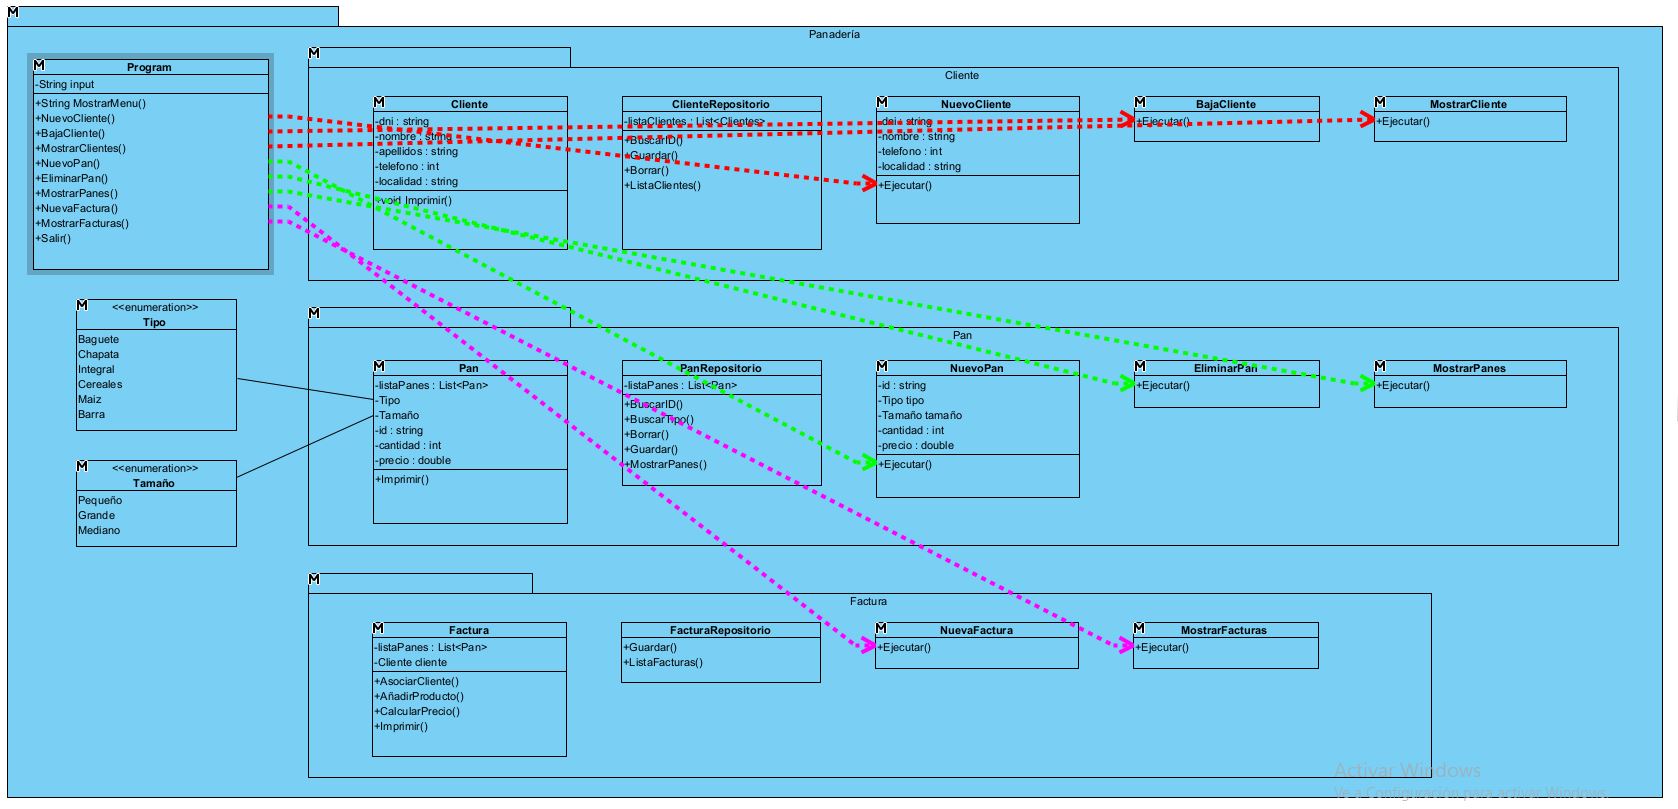 Panadería
Program
-String input
+String MostrarMenu()
+NuevoCliente()
+BajaCliente()
+MostrarClientes()
+NuevoPan()
+EliminarPan()
+MostrarPanes()
+NuevaFactura()
+MostrarFacturas()
+Salir()
Cliente
Cliente
-dni : string
-nombre : string
-apellidos : string
-telefono : int
-localidad : string
+void Imprimir()
ClienteRepositorio
-listaClientes : List<Clientes>
+BuscarID()
+Guardar()
+Borrar()
+ListaClientes()
NuevoCliente
-dni : string
-nombre : string
-telefono : int
-localidad : string
+Ejecutar()
BajaCliente
+Ejecutar()
MostrarCliente
+Ejecutar()
<<enumeration>>
Tipo
Baguete
Chapata
Integral
Cereales
Maiz
Barra
<<enumeration>>
Tamaño
Pequeño
Grande
Mediano
Pan
Pan
-listaPanes : List<Pan>
-Tipo
-Tamaño
-id : string
-cantidad : int
-precio : double
+Imprimir()
PanRepositorio
-listaPanes : List<Pan>
+BuscarID()
+BuscarTipo()
+Borrar()
+Guardar()
+MostrarPanes()
NuevoPan
-id : string
-Tipo tipo
-Tamaño tamaño
-cantidad : int
-precio : double
+Ejecutar()
EliminarPan
+Ejecutar()
MostrarPanes
+Ejecutar()
Factura
Factura
-listaPanes : List<Pan>
-Cliente cliente
+AsociarCliente()
+AñadirProducto()
+CalcularPrecio()
+Imprimir()
FacturaRepositorio
+Guardar()
+ListaFacturas()
NuevaFactura
+Ejecutar()
MostrarFacturas
+Ejecutar()
Activar Windows
Ve a Configuración para activar Windows.